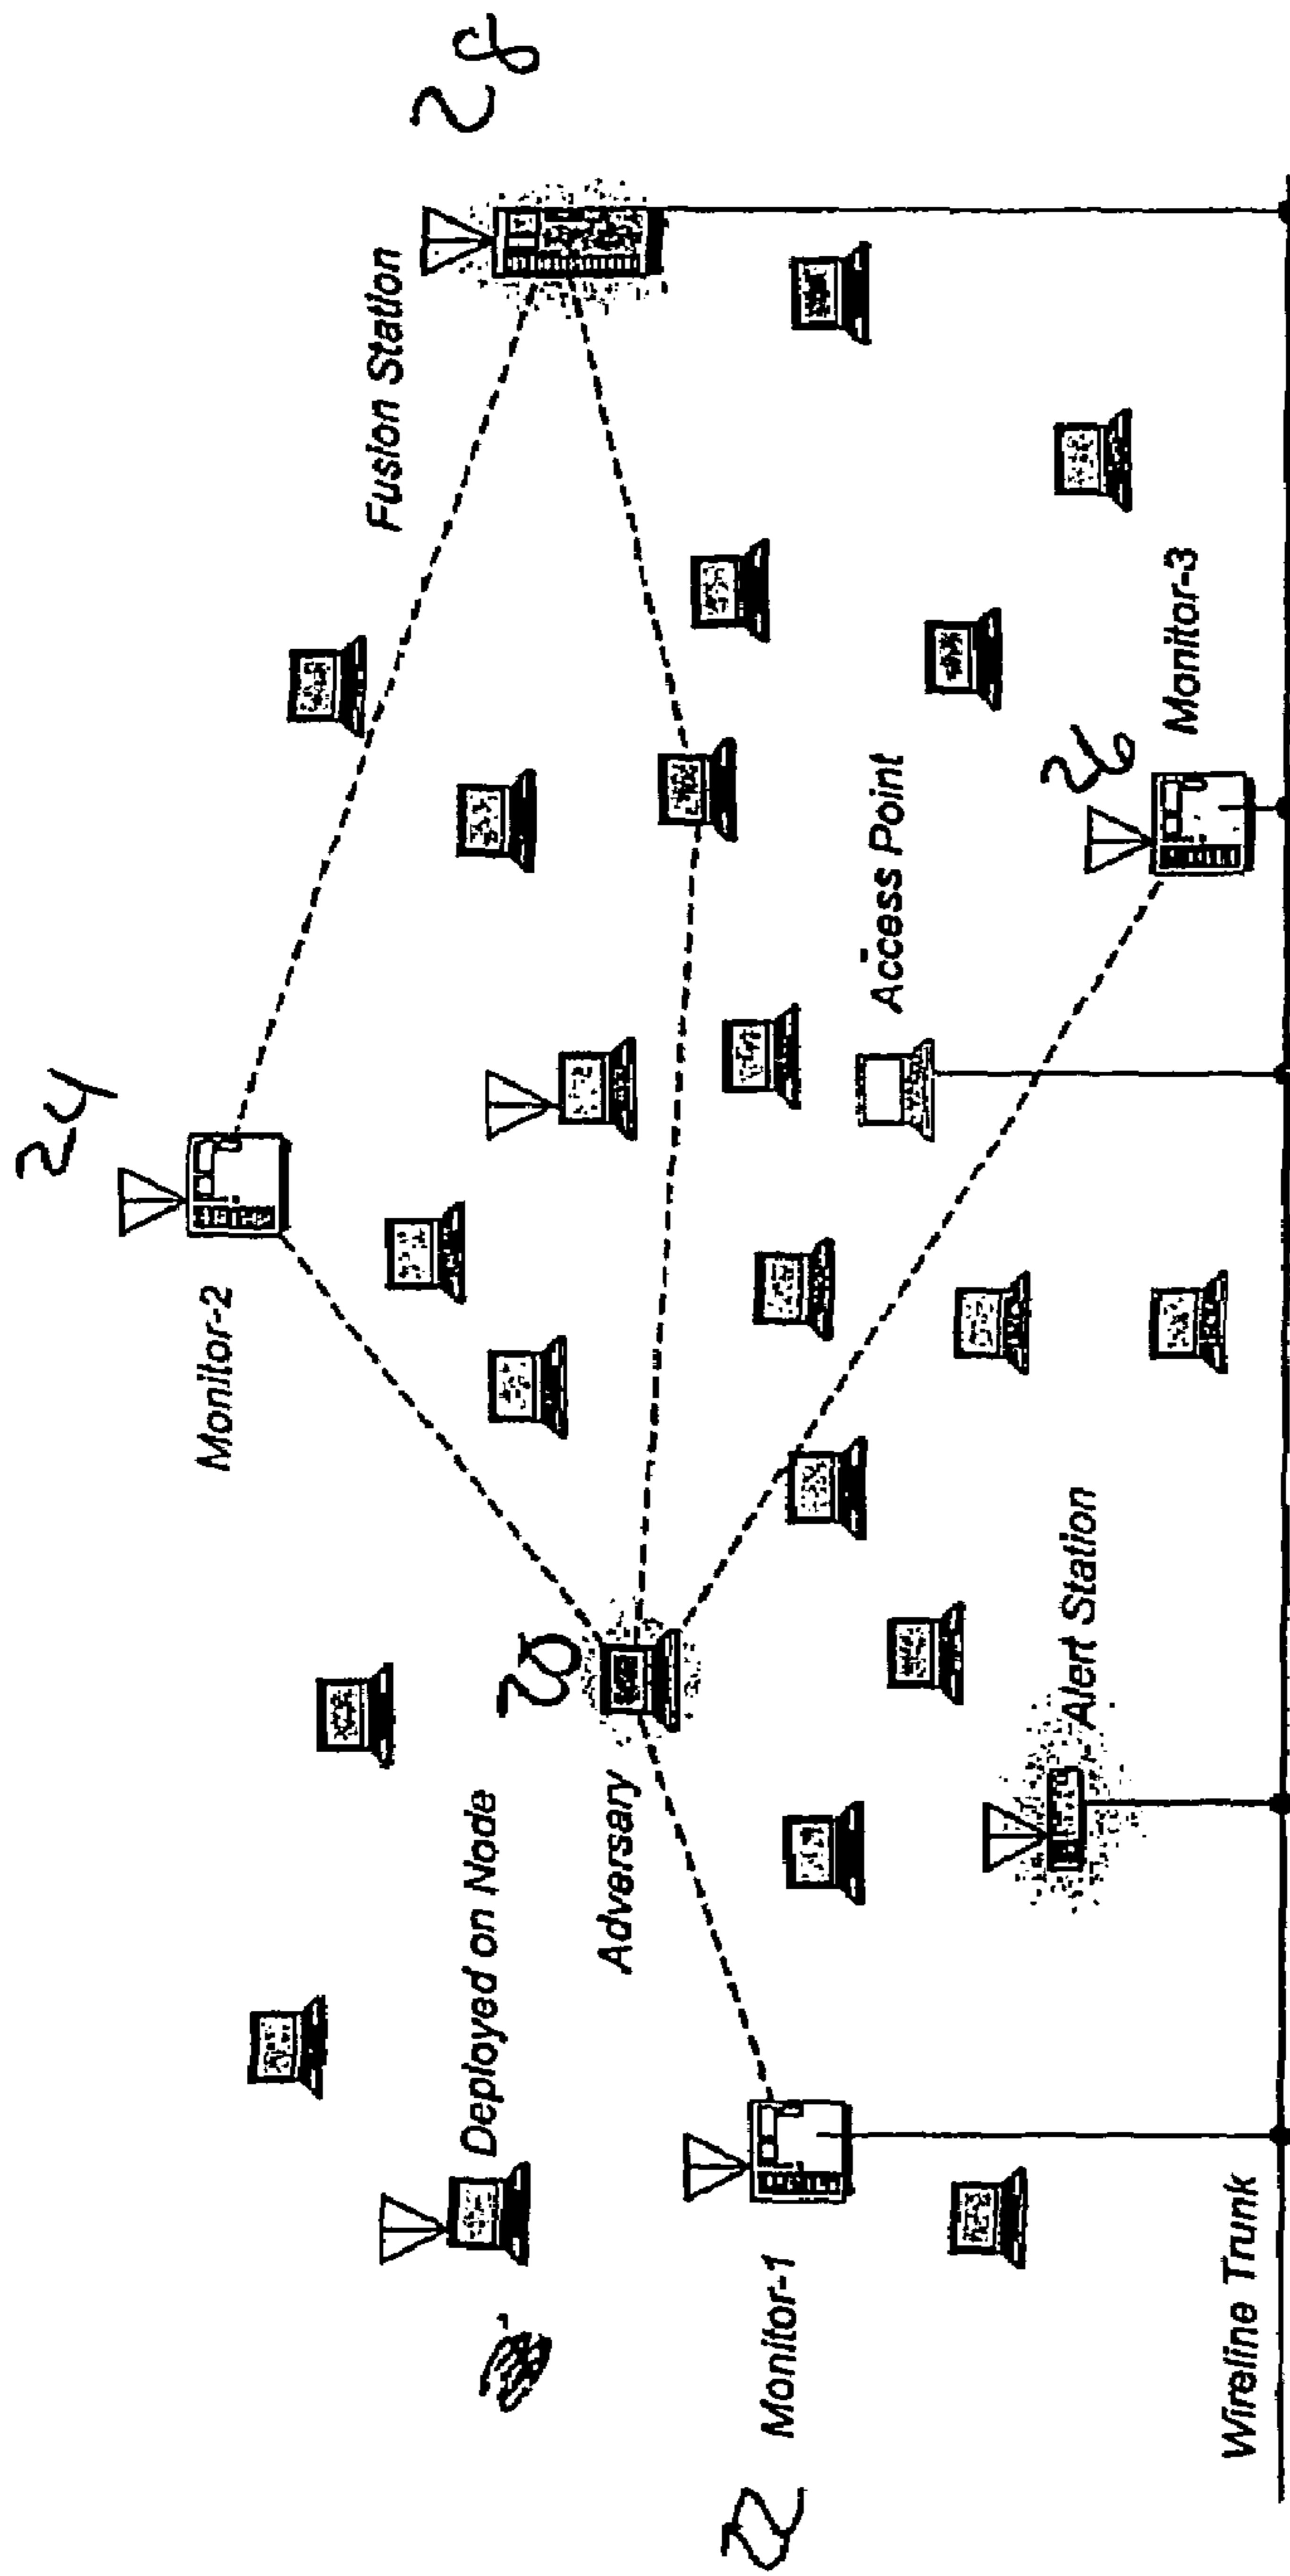 24
28
Fusion Station
Monitor-2
Deployed on Node
Adversary
Access Point
26
Monitor-3
22
Monitor-1
Alert Station
Wireline Trunk